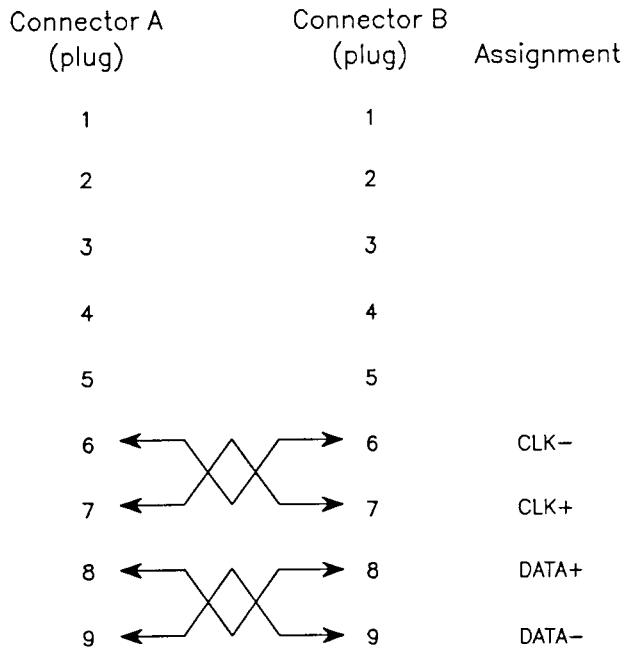 Connector A Connector B
(plug) (plug) Assignment
1 1
2 2
3 3
4 4
5 5
6 6 CLK−
7 7 CLK+
8 8 DATA+
9 9 DATA−